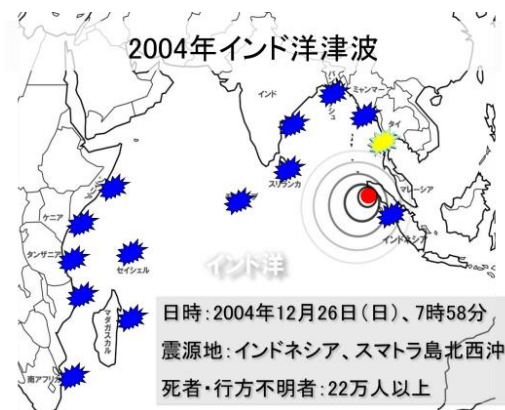 2004年インド洋津波
インド
ミャンマー
タイ
スリランカ
マレーシア
ケニア
タンザニア
セイシェル
インドネシア
インド洋
マダガスカル
南アフリカ
日時:2004年12月26日(日)、7時58分
震源地:インドネシア、スマトラ島北西沖
死者・行方不明者:22万人以上